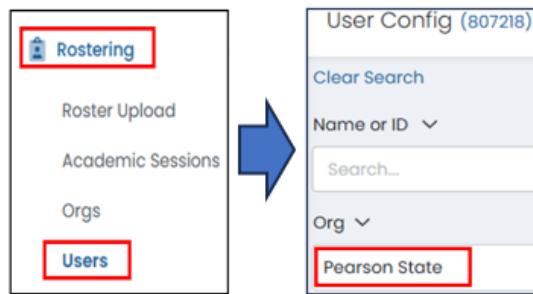 Rostering
Roster Upload
Academic Sessions
Orgs
Users
User Config (807218)
Clear Search
Name or ID
Search...
Org
Pearson State